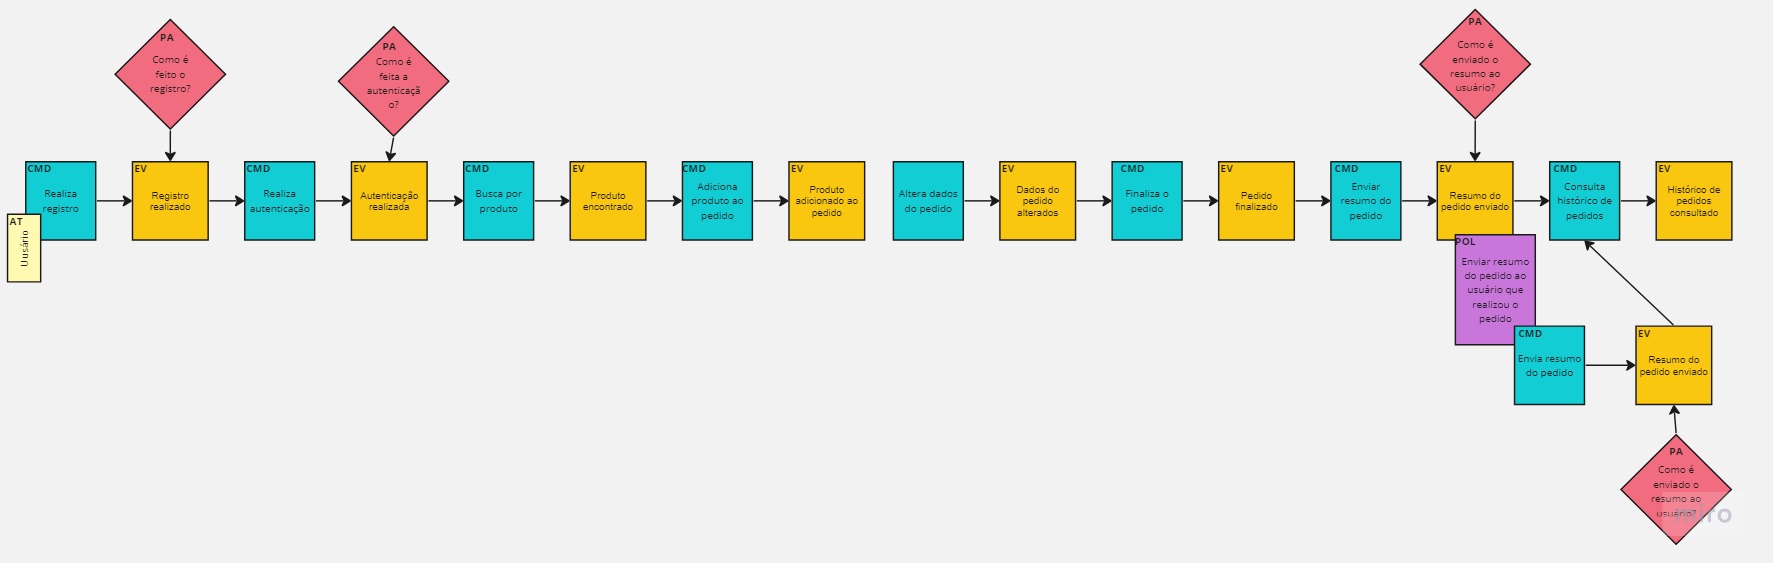 PA
Como é
feito o
registro?
PA
Como é
feita a
autenticaçã
o?
PA
Como é
enviado o
resumo ao
usuário?
CMD
Realiza
registro
AT
Uusário
EV
Registro
realizado
CMD
Realiza
autenticação
EV
Autenticação
realizada
CMD
Busca por
produto
EV
Produto
encontrado
CMD
Adiciona
produto ao
pedido
EV
Produto
adicionado ao
pedido
Altera dados
do pedido
EV
Dados do
pedido
alterados
CMD
Finaliza o
pedido
EV
Pedido
finalizado
CMD
Enviar
resumo do
pedido
EV
Resumo do
pedido enviado
CMD
Consulta
histórico de
pedidos
EV
Histórico de
pedidos
consultado
POL
Enviar resumo
do pedido ao
usuário que
realizou o
pedido
CMD
Envia resumo
do pedido
EV
Resumo do
pedido enviado
PA
Como é
enviado o
resumo ao
usuário?
miro